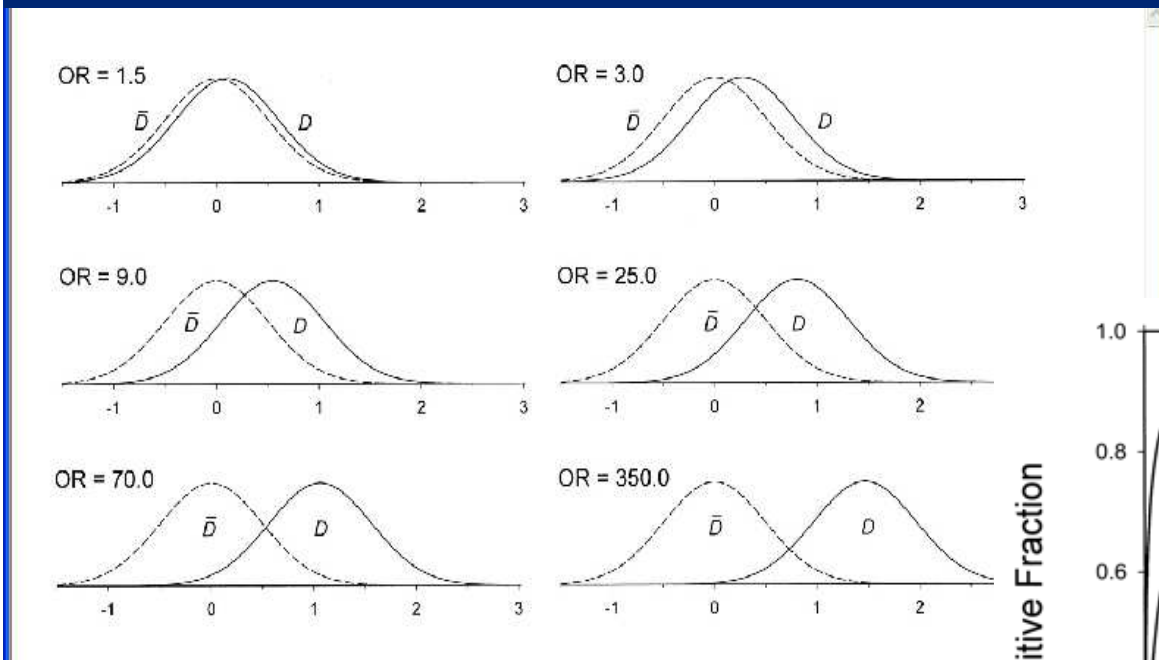 OR = 1.5
D̄ D
-1 0 1 2 3
OR = 3.0
D̄ D
-1 0 1 2 3
OR = 9.0
D̄ D
-1 0 1 2 3
OR = 25.0
D̄ D
-1 0 1 2
OR = 70.0
D̄ D
-1 0 1 2 3
OR = 350.0
D̄ D
-1 0 1 2
itive Fraction
1.0
0.8
0.6